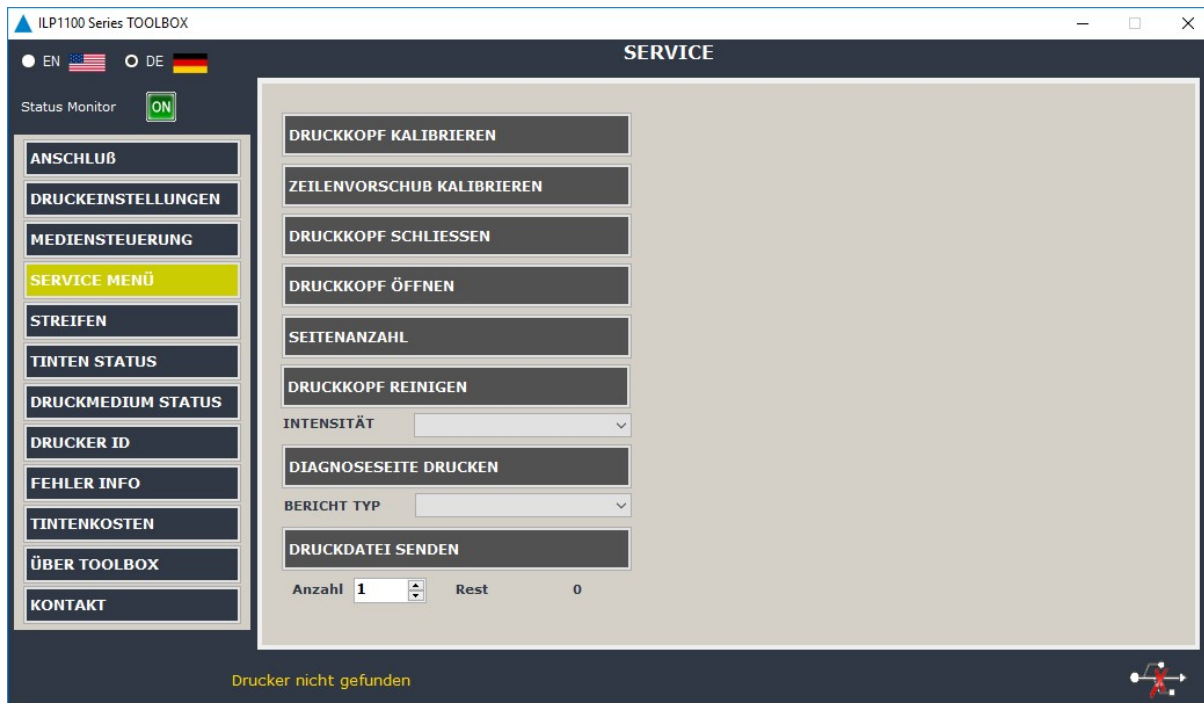 ILP1100 Series TOOLBOX
EN
DE
SERVICE
Status Monitor
ON
ANSCHLUß
DRUCKEINSTELLUNGEN
MEDIENSTEUERUNG
SERVICE MENÜ
STREIFEN
TINTEN STATUS
DRUCKMEDIUM STATUS
DRUCKER ID
FEHLER INFO
TINTENKOSTEN
ÜBER TOOLBOX
KONTAKT
DRUCKKOPF KALIBRIEREN
ZEILENVORSCHUB KALIBRIEREN
DRUCKKOPF SCHLIESSEN
DRUCKKOPF ÖFFNEN
SEITENANZAHL
DRUCKKOPF REINIGEN
INTENSITÄT
DIAGNOSESEITE DRUCKEN
BERICHT TYP
DRUCKDATEI SENDEN
Anzahl 1 Rest 0
Drucker nicht gefunden